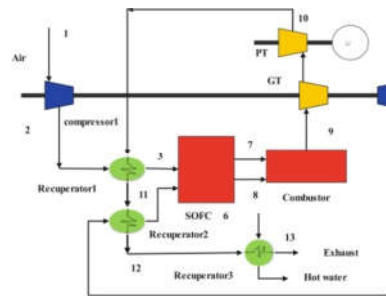 10
1
PT
Air
GT
compressor1
2
3
7
9
Recuperator1
11
SOFC
6
8
Combustor
Recuperator2
13
Exhaust
12
Recuperator3
Hot water